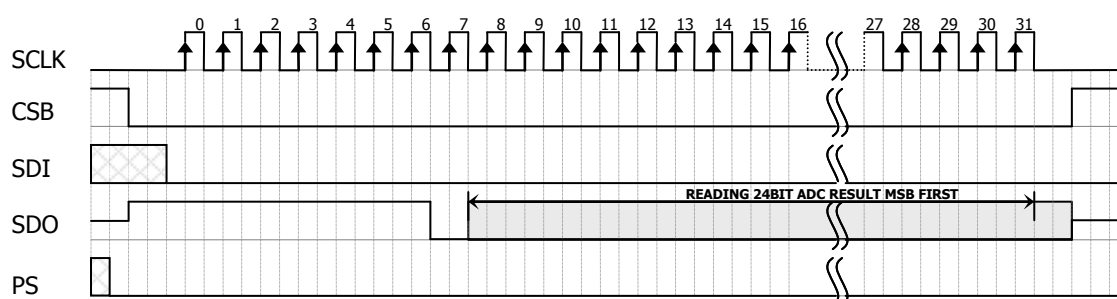 0 1 2 3 4 5 6 7 8 9 10 11 12 13 14 15 16 27 28 29 30 31
SCLK
CSB
SDI
READING 24BIT ADC RESULT MSB FIRST
SDO
PS